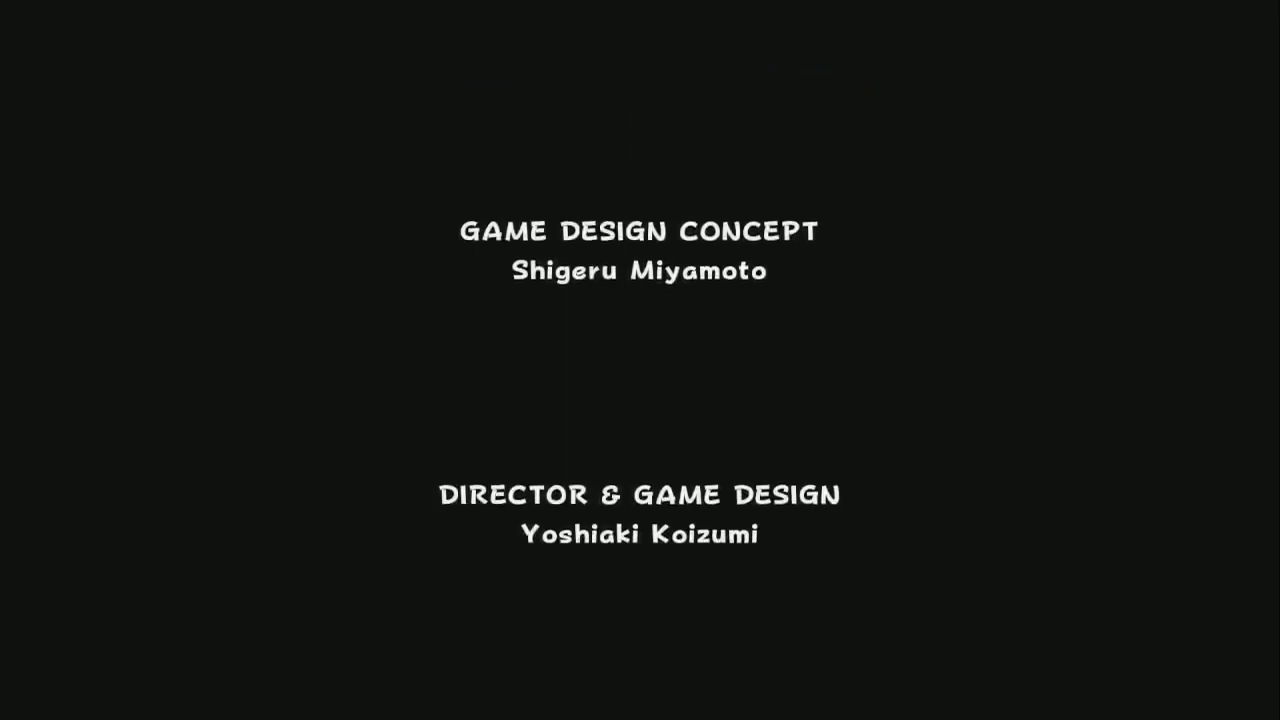 GAME DESIGN CONCEPT
Shigeru Miyamoto
DIRECTOR & GAME DESIGN
Yoshiaki Koizumi